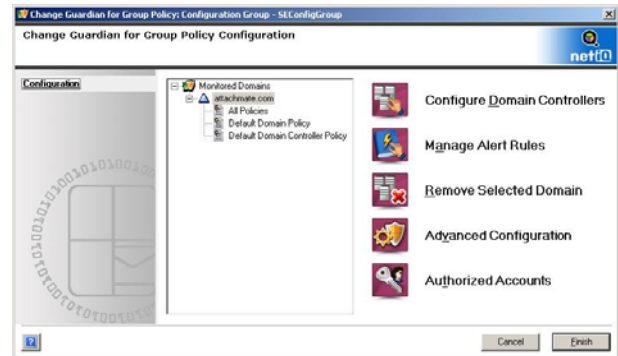 Change Guardian for Group Policy: Configuration Group - SEConfigGroup
Change Guardian for Group Policy Configuration
netiQ
Configuration
Monitored Domains
attachmate.com
All Policies
Default Domain Policy
Default Domain Controller Policy
Configure Domain Controllers
Manage Alert Rules
Remove Selected Domain
Advanced Configuration
Authorized Accounts
Cancel
Finish